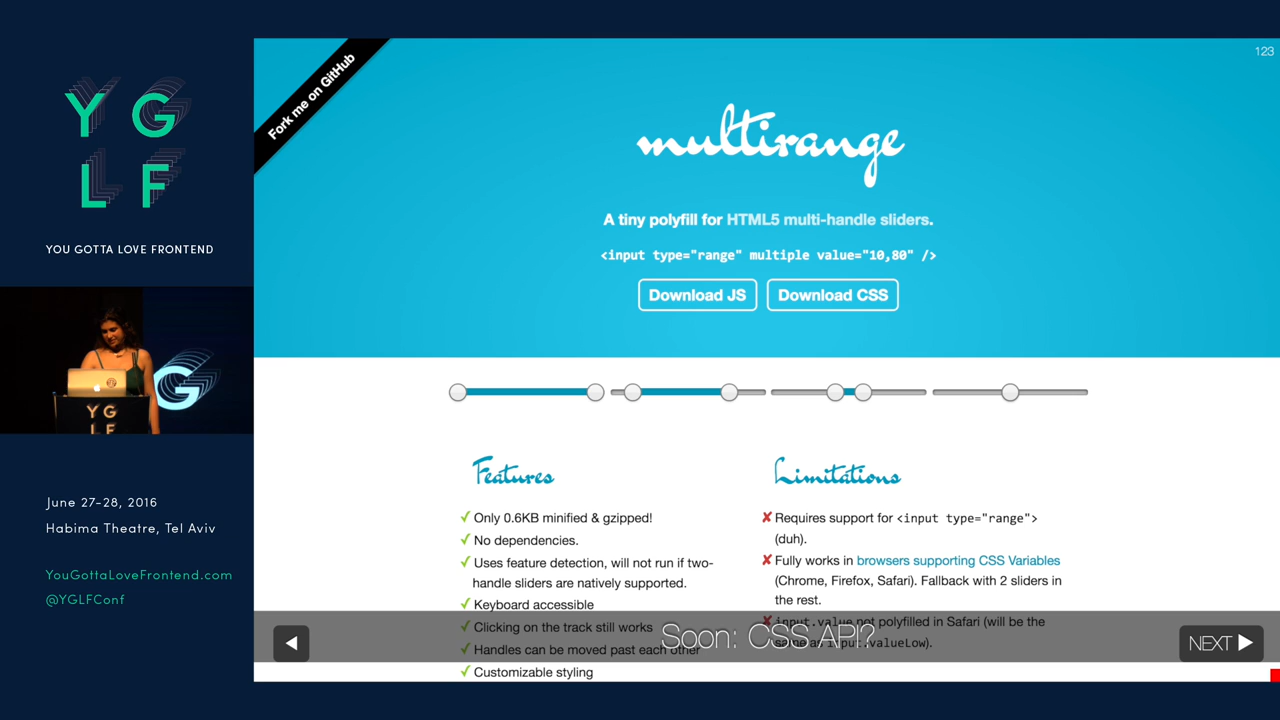 Y G
L F
YOU GOTTA LOVE FRONTEND
G
Y G
L F
June 27-28, 2016
Habima Theatre, Tel Aviv
YouGottaLoveFrontend.com
@YGLFConf
Fork me on GitHub
123
multirange
A tiny polyfill for HTML5 multi-handle sliders.
<input type="range" multiple value="10,80" />
Download JS
Download CSS
Features
✓ Only 0.6KB minified & gzipped!
✓ No dependencies.
✓ Uses feature detection, will not run if two-
handle sliders are natively supported.
✓ Keyboard accessible
✓ Clicking on the track still works
✓ Handles can be moved past each other
✓ Customizable styling
Limitations
✘ Requires support for <input type="range">
(duh).
✘ Fully works in browsers supporting CSS Variables
(Chrome, Firefox, Safari). Fallback with 2 sliders in
the rest.
✘ input.value not polyfilled in Safari (will be the
same as input.valueLow).
Soon: CSS API?
◀
NEXT ▶